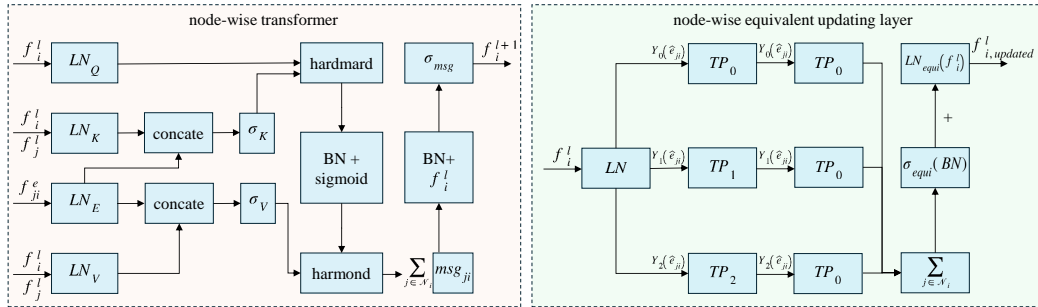 node-wise transformer
f_i^l
LN_Q
hardmard
σ_msg
f_i^{l+1}
f_i^l
f_j^l
LN_K
concate
σ_K
BN +
sigmoid
BN+
f_i^l
f_ji^e
LN_E
concate
σ_V
f_i^l
f_j^l
LN_V
harmond
∑_{j∈𝒩_i}
msg_ji
node-wise equivalent updating layer
Y_0(ê_ji)
TP_0
Y_0(ê_ji)
TP_0
LN_equi(f_i^l)
f_{i,updated}^l
+
f_i^l
LN
Y_1(ê_ji)
TP_1
Y_1(ê_ji)
TP_0
σ_equi(BN)
Y_2(ê_ji)
TP_2
Y_2(ê_ji)
TP_0
∑_{j∈𝒩_i}